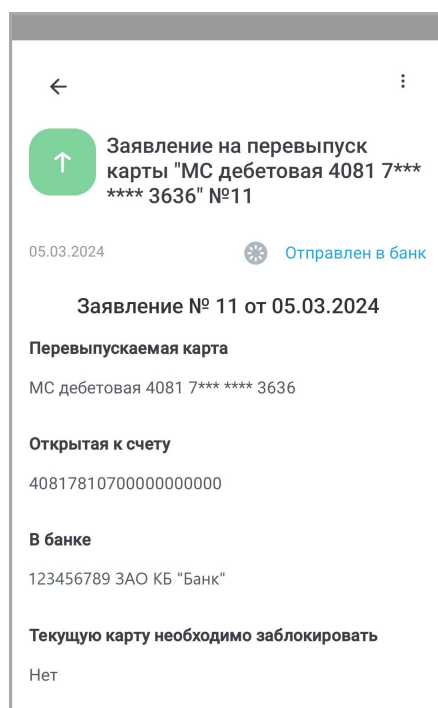 Заявление на перевыпуск
карты "МС дебетовая 4081 7***
**** 3636" №11
05.03.2024
Отправлен в банк
Заявление № 11 от 05.03.2024
Перевыпускаемая карта
МС дебетовая 4081 7*** **** 3636
Открытая к счету
40817810700000000000
В банке
123456789 ЗАО КБ "Банк"
Текущую карту необходимо заблокировать
Нет